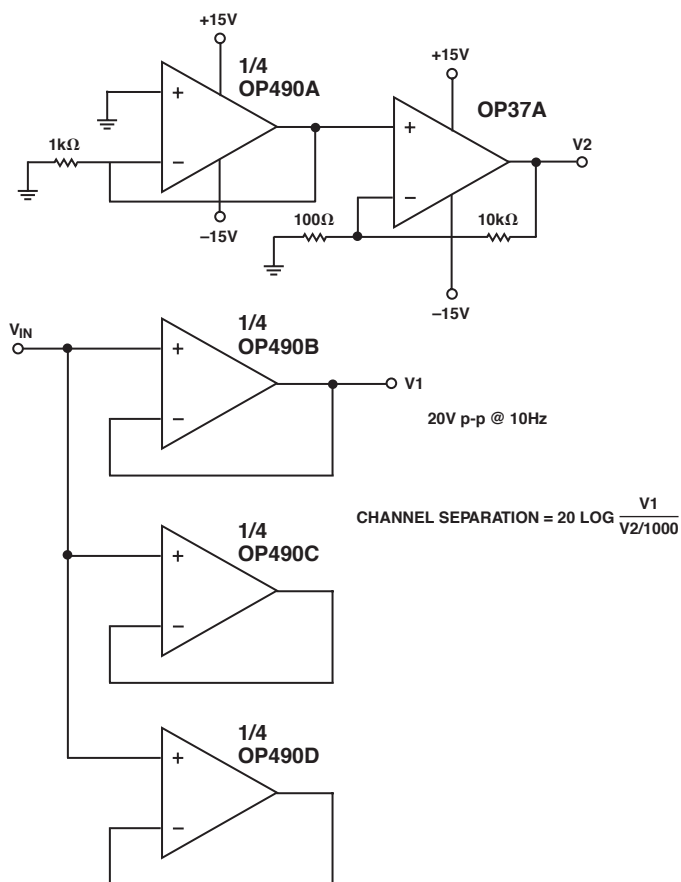 +15V
1/4
OP490A
+
−
1kΩ
−15V
+15V
OP37A
+
−
V2
100Ω
10kΩ
−15V
VIN
1/4
OP490B
+
−
V1
20V p-p @ 10Hz
CHANNEL SEPARATION = 20 LOG V1
V2/1000
1/4
OP490C
+
−
1/4
OP490D
+
−